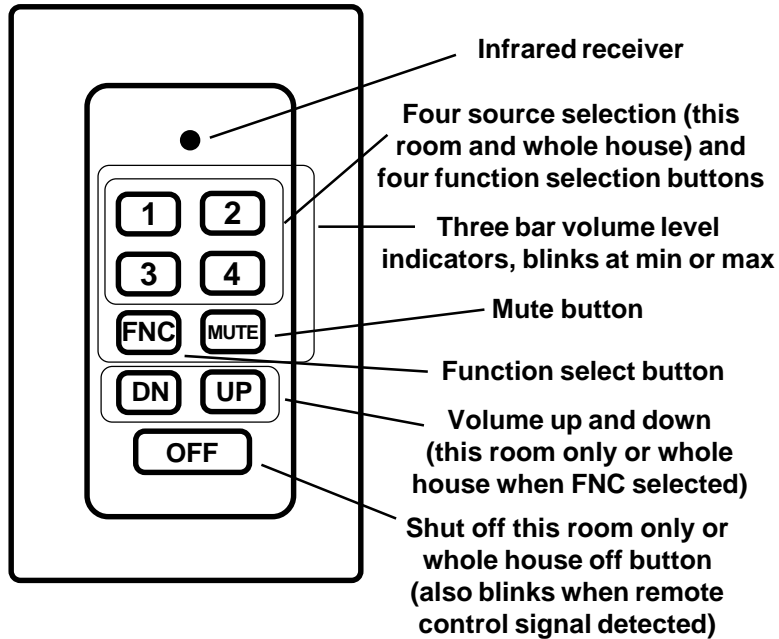 Infrared receiver
Four source selection (this
room and whole house) and
four function selection buttons
1 2
Three bar volume level
indicators, blinks at min or max
3 4
Mute button
FNC MUTE
Function select button
DN UP
Volume up and down
(this room only or whole
house when FNC selected)
OFF
Shut off this room only or
whole house off button
(also blinks when remote
control signal detected)